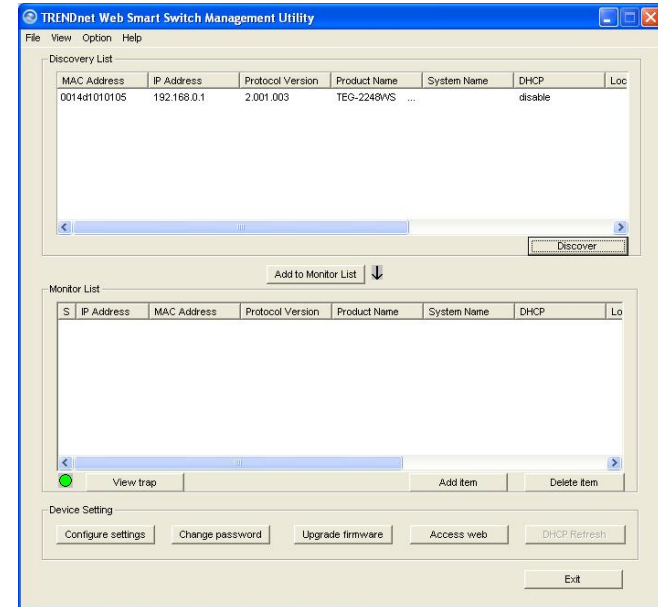 TRENDnet Web Smart Switch Management Utility
File View Option Help
Discovery List
MAC Address IP Address Protocol Version Product Name System Name DHCP Loc
0014d1010105 192.168.0.1 2.001.003 TEG-2248WS ... disable
Discover
Add to Monitor List
Monitor List
S IP Address MAC Address Protocol Version Product Name System Name DHCP Lo
View trap Add item Delete item
Device Setting
Configure settings Change password Upgrade firmware Access web DHCP Refresh
Exit